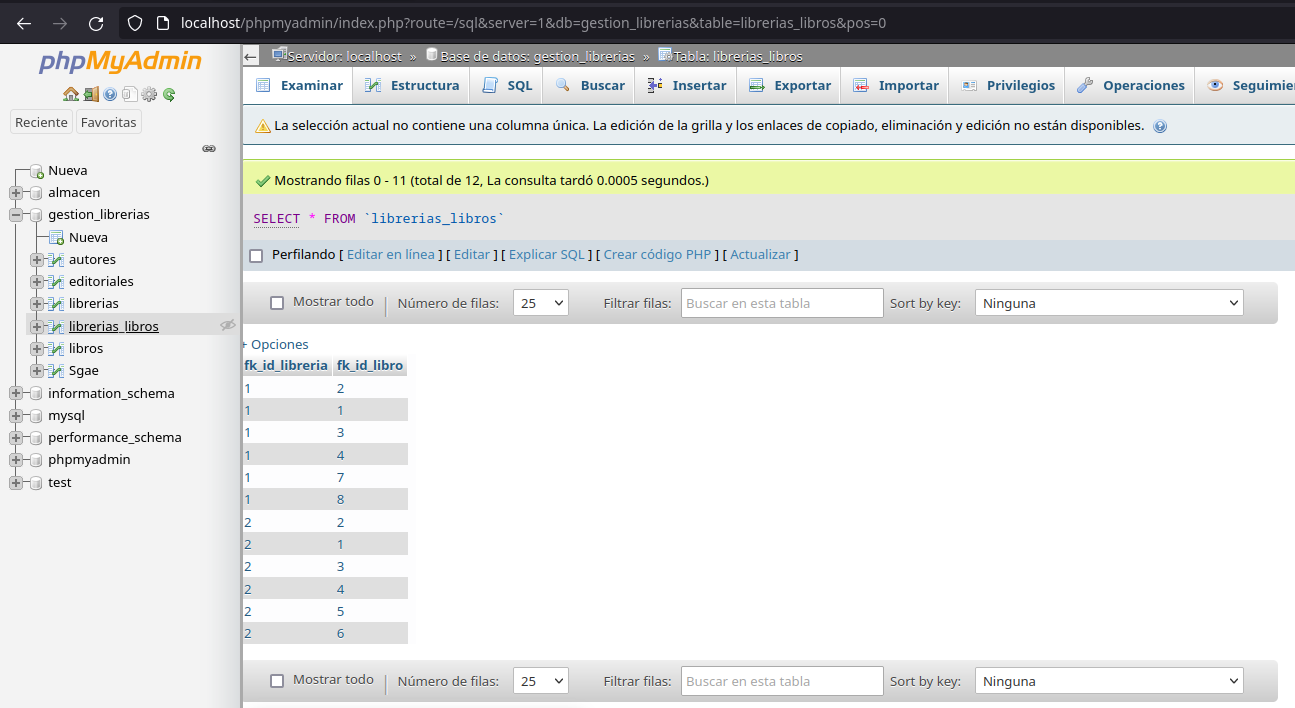 localhost/phpmyadmin/index.php?route=/sql&server=1&db=gestion_librerias&table=librerias_libros&pos=0
phpMyAdmin
Reciente Favoritas
Nueva
almacen
gestion_librerias
Nueva
autores
editoriales
librerias
librerias_libros
libros
Sgae
information_schema
mysql
performance_schema
phpmyadmin
test
Servidor: localhost » Base de datos: gestion_librerias » Tabla: librerias_libros
Examinar Estructura SQL Buscar Insertar Exportar Importar Privilegios Operaciones Seguimie
La selección actual no contiene una columna única. La edición de la grilla y los enlaces de copiado, eliminación y edición no están disponibles.
Mostrando filas 0 - 11 (total de 12, La consulta tardó 0.0005 segundos.)
SELECT * FROM `librerias_libros`
Perfilando [ Editar en línea ] [ Editar ] [ Explicar SQL ] [ Crear código PHP ] [ Actualizar ]
Mostrar todo | Número de filas: 25 Filtrar filas: Buscar en esta tabla Sort by key: Ninguna
+ Opciones
fk_id_libreria fk_id_libro
1 2
1 1
1 3
1 4
1 7
1 8
2 2
2 1
2 3
2 4
2 5
2 6
Mostrar todo | Número de filas: 25 Filtrar filas: Buscar en esta tabla Sort by key: Ninguna